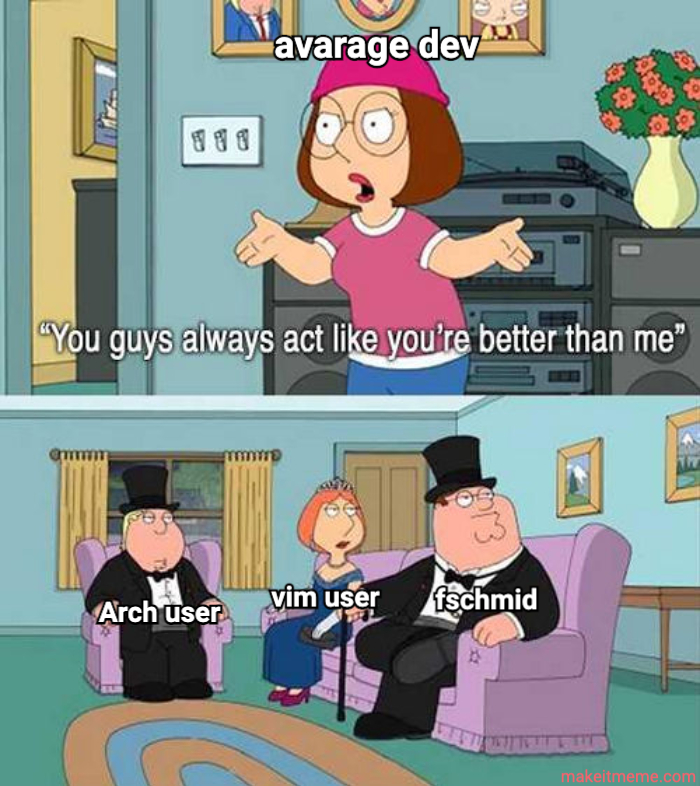 avarage dev
“You guys always act like you’re better than me”
Arch user
vim user
fschmid
makeitmeme.com